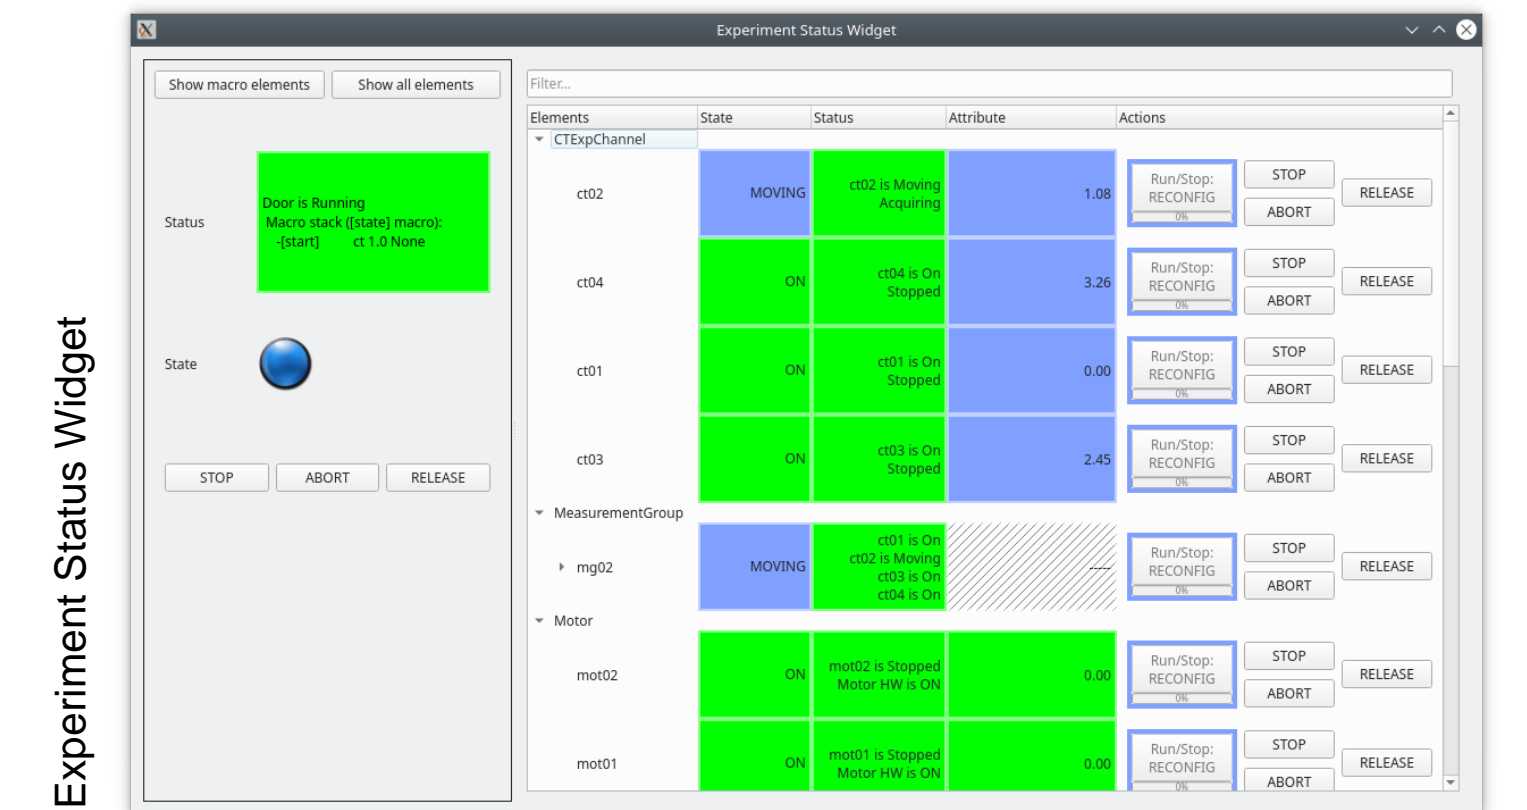 Experiment Status Widget
Experiment Status Widget
Show macro elements
Show all elements
Status
Door is Running
Macro stack ([state] macro):
-[start] ct 1.0 None
State
STOP
ABORT
RELEASE
Filter...
Elements State Status Attribute Actions
CTExpChannel
ct02
MOVING
ct02 is Moving
Acquiring
1.08
Run/Stop:
RECONFIG
0%
STOP
ABORT
RELEASE
ct04
ON
ct04 is On
Stopped
3.26
Run/Stop:
RECONFIG
0%
STOP
ABORT
RELEASE
ct01
ON
ct01 is On
Stopped
0.00
Run/Stop:
RECONFIG
0%
STOP
ABORT
RELEASE
ct03
ON
ct03 is On
Stopped
2.45
Run/Stop:
RECONFIG
0%
STOP
ABORT
RELEASE
MeasurementGroup
mg02
MOVING
ct01 is On
ct02 is Moving
ct03 is On
ct04 is On
-----
Run/Stop:
RECONFIG
0%
STOP
ABORT
RELEASE
Motor
mot02
ON
mot02 is Stopped
Motor HW is ON
0.00
Run/Stop:
RECONFIG
0%
STOP
ABORT
RELEASE
mot01
ON
mot01 is Stopped
Motor HW is ON
0.00
Run/Stop:
RECONFIG
0%
STOP
ABORT
RELEASE